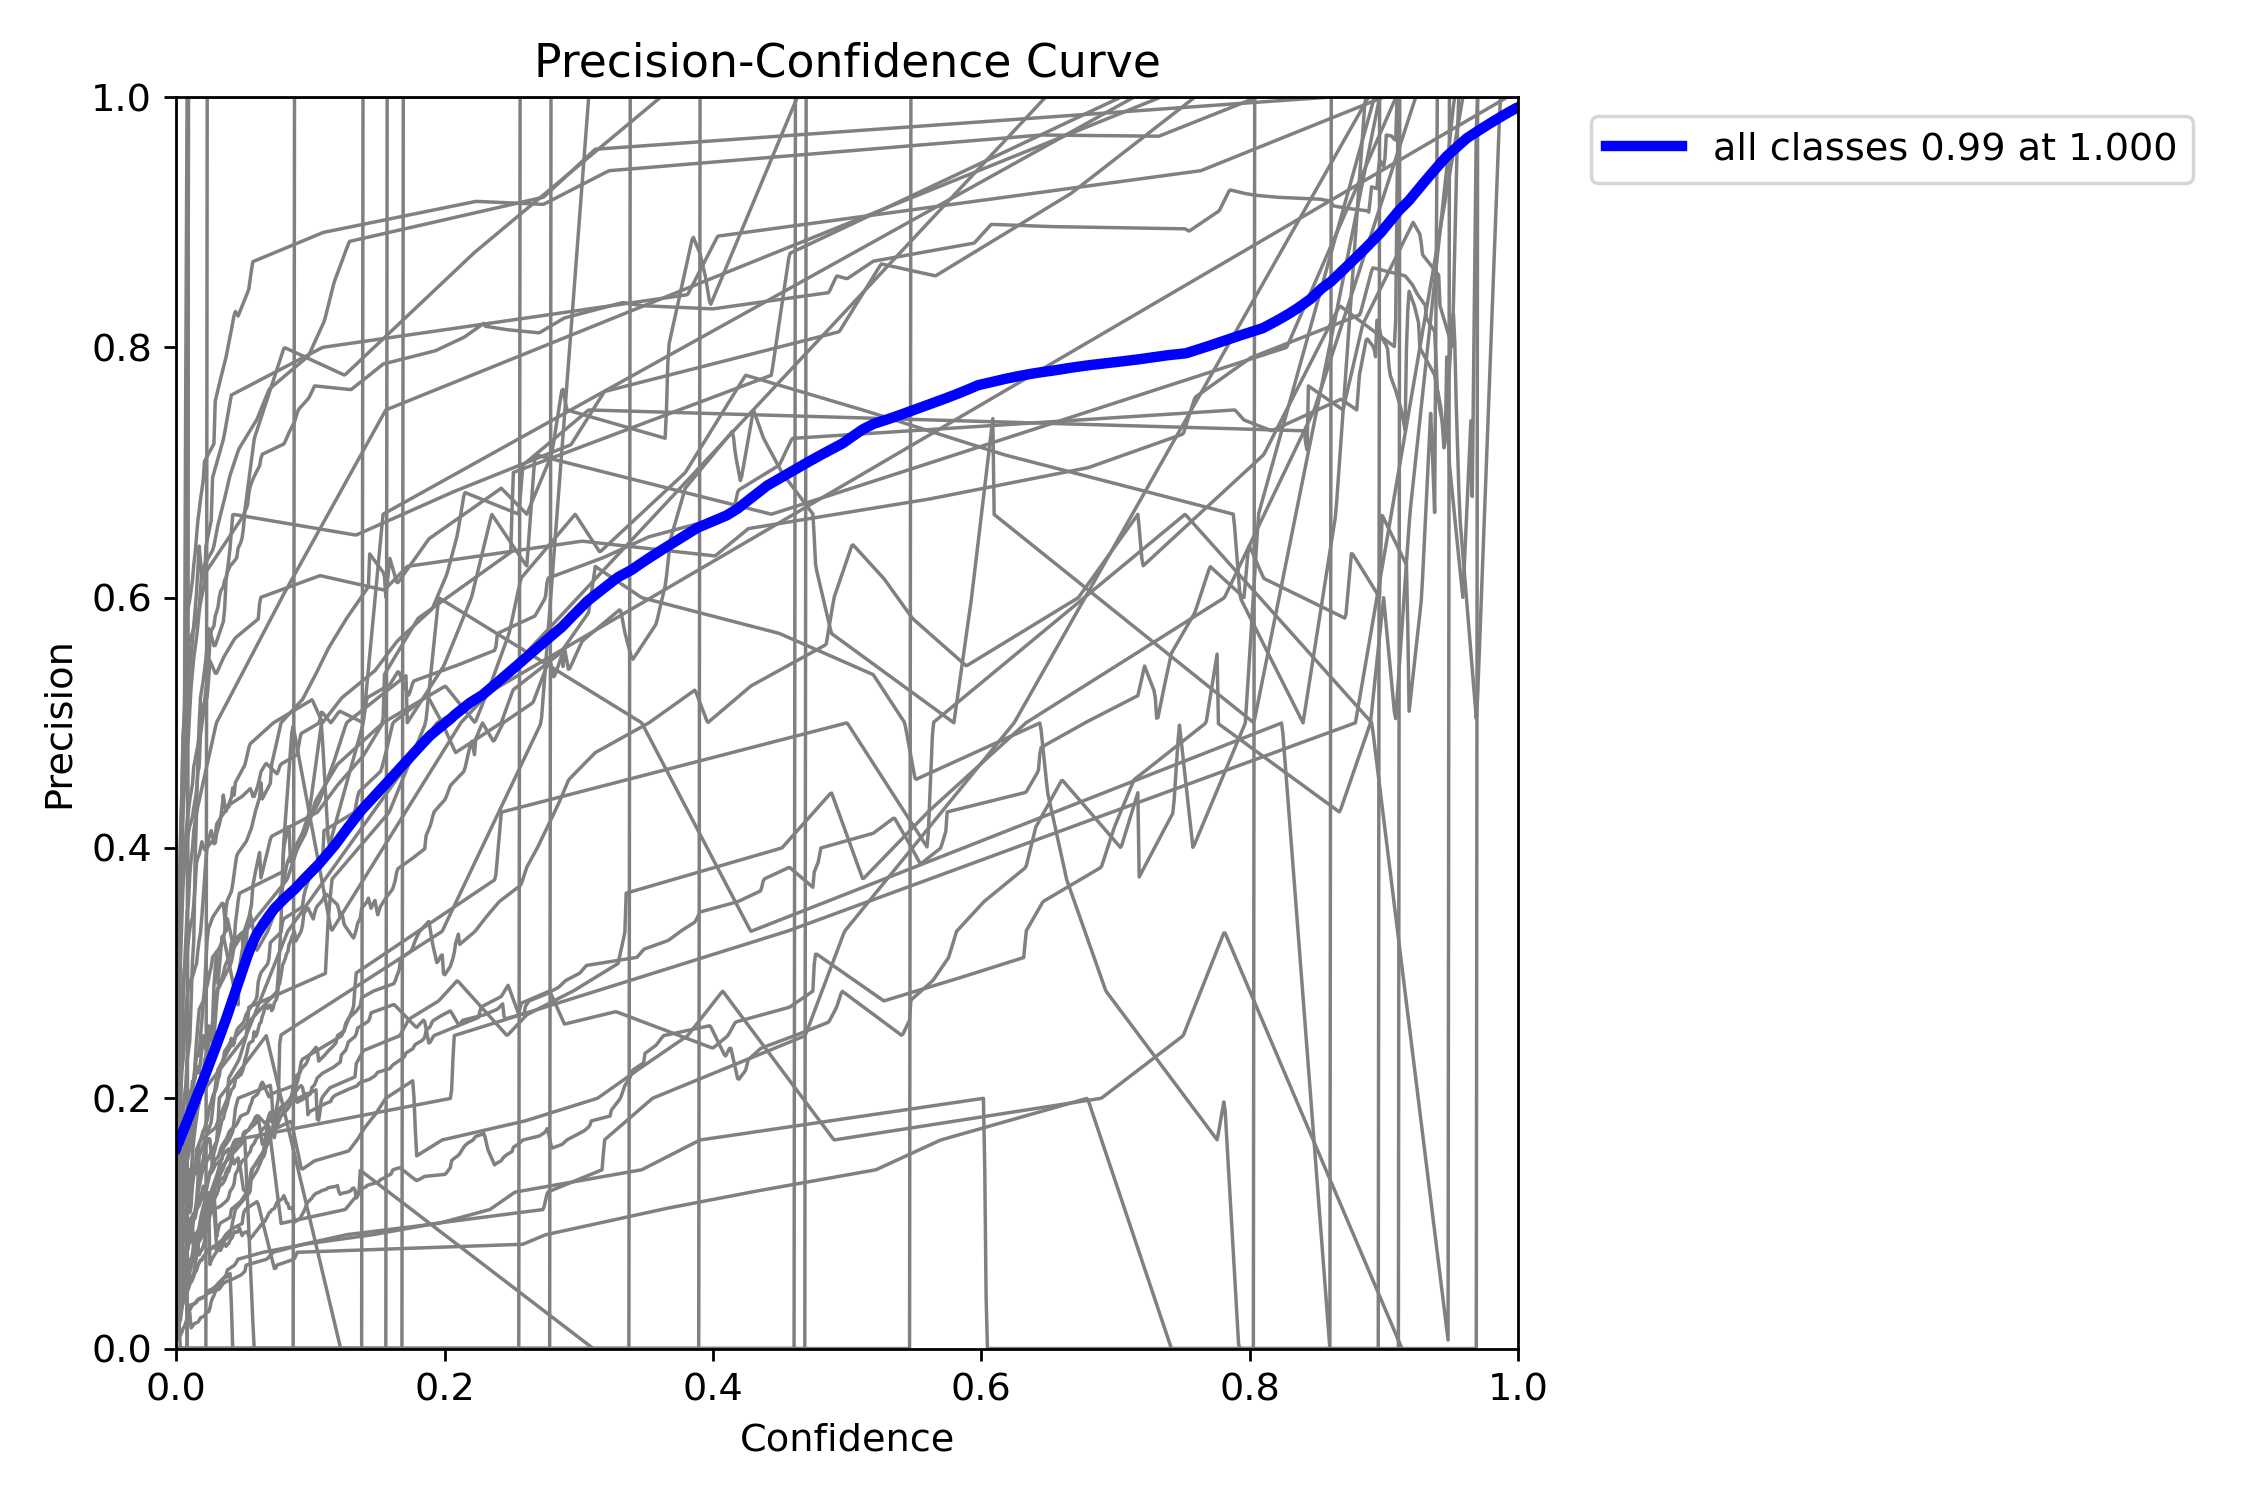 Precision-Confidence Curve
all classes 0.99 at 1.000
1.0
0.8
0.6
0.4
0.2
0.0
Precision
0.0 0.2 0.4 0.6 0.8 1.0
Confidence